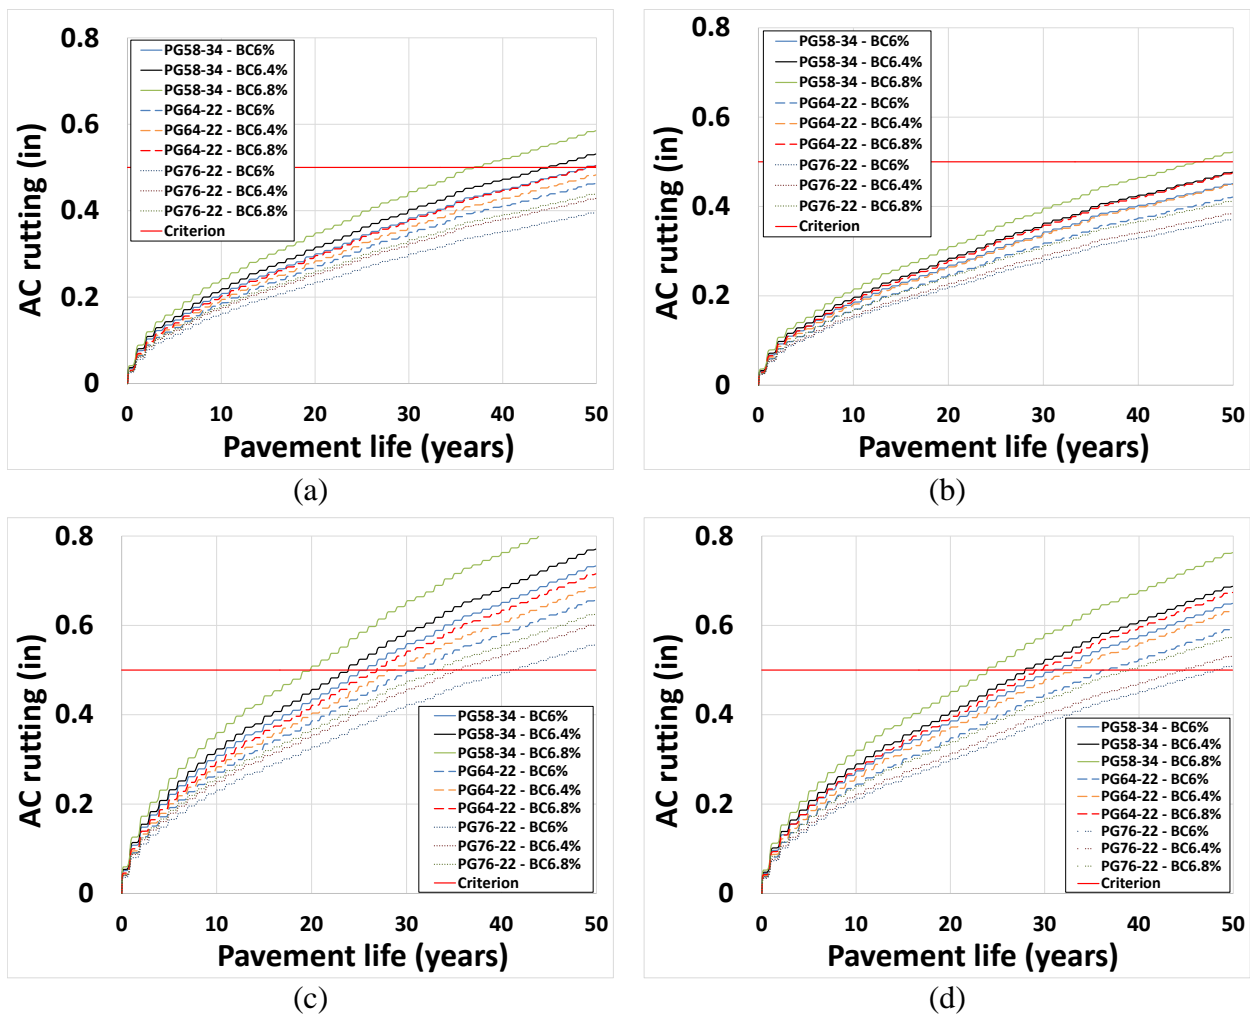 0.8
0.6
0.4
0.2
0
AC rutting (in)
PG58-34 - BC6%
PG58-34 - BC6.4%
PG58-34 - BC6.8%
PG64-22 - BC6%
PG64-22 - BC6.4%
PG64-22 - BC6.8%
PG76-22 - BC6%
PG76-22 - BC6.4%
PG76-22 - BC6.8%
Criterion
0 10 20 30 40 50
Pavement life (years)
(a)
0.8
0.6
0.4
0.2
0
AC rutting (in)
PG58-34 - BC6%
PG58-34 - BC6.4%
PG58-34 - BC6.8%
PG64-22 - BC6%
PG64-22 - BC6.4%
PG64-22 - BC6.8%
PG76-22 - BC6%
PG76-22 - BC6.4%
PG76-22 - BC6.8%
Criterion
0 10 20 30 40 50
Pavement life (years)
(b)
0.8
0.6
0.4
0.2
0
AC rutting (in)
PG58-34 - BC6%
PG58-34 - BC6.4%
PG58-34 - BC6.8%
PG64-22 - BC6%
PG64-22 - BC6.4%
PG64-22 - BC6.8%
PG76-22 - BC6%
PG76-22 - BC6.4%
PG76-22 - BC6.8%
Criterion
0 10 20 30 40 50
Pavement life (years)
(c)
0.8
0.6
0.4
0.2
0
AC rutting (in)
PG58-34 - BC6%
PG58-34 - BC6.4%
PG58-34 - BC6.8%
PG64-22 - BC6%
PG64-22 - BC6.4%
PG64-22 - BC6.8%
PG76-22 - BC6%
PG76-22 - BC6.4%
PG76-22 - BC6.8%
Criterion
0 10 20 30 40 50
Pavement life (years)
(d)